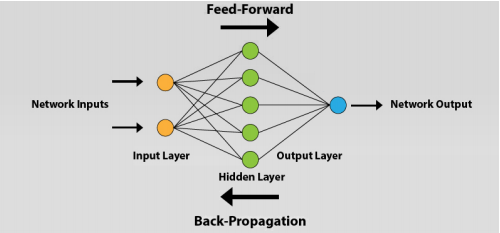 Feed-Forward
Network Inputs
Network Output
Input Layer
Output Layer
Hidden Layer
Back-Propagation